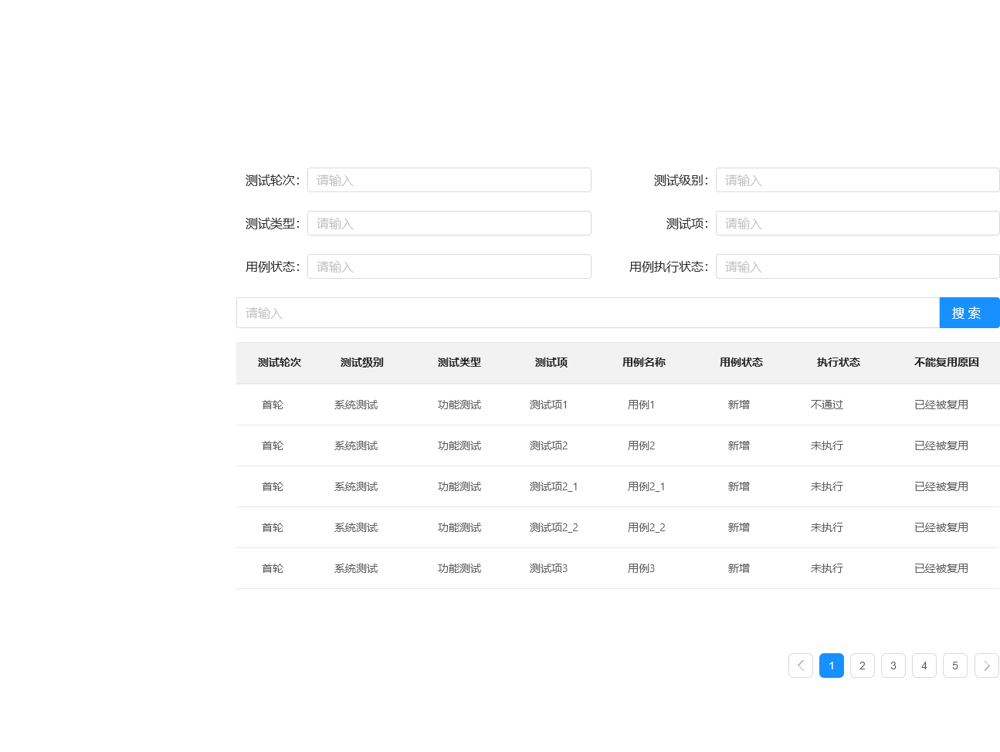 测试轮次： 请输入 测试级别： 请输入
测试类型： 请输入 测试项： 请输入
用例状态： 请输入 用例执行状态： 请输入
请输入 搜索
测试轮次 测试级别 测试类型 测试项 用例名称 用例状态 执行状态 不能复用原因
首轮 系统测试 功能测试 测试项1 用例1 新增 不通过 已经被复用
首轮 系统测试 功能测试 测试项2 用例2 新增 未执行 已经被复用
首轮 系统测试 功能测试 测试项2_1 用例2_1 新增 未执行 已经被复用
首轮 系统测试 功能测试 测试项2_2 用例2_2 新增 未执行 已经被复用
首轮 系统测试 功能测试 测试项3 用例3 新增 未执行 已经被复用
1 2 3 4 5